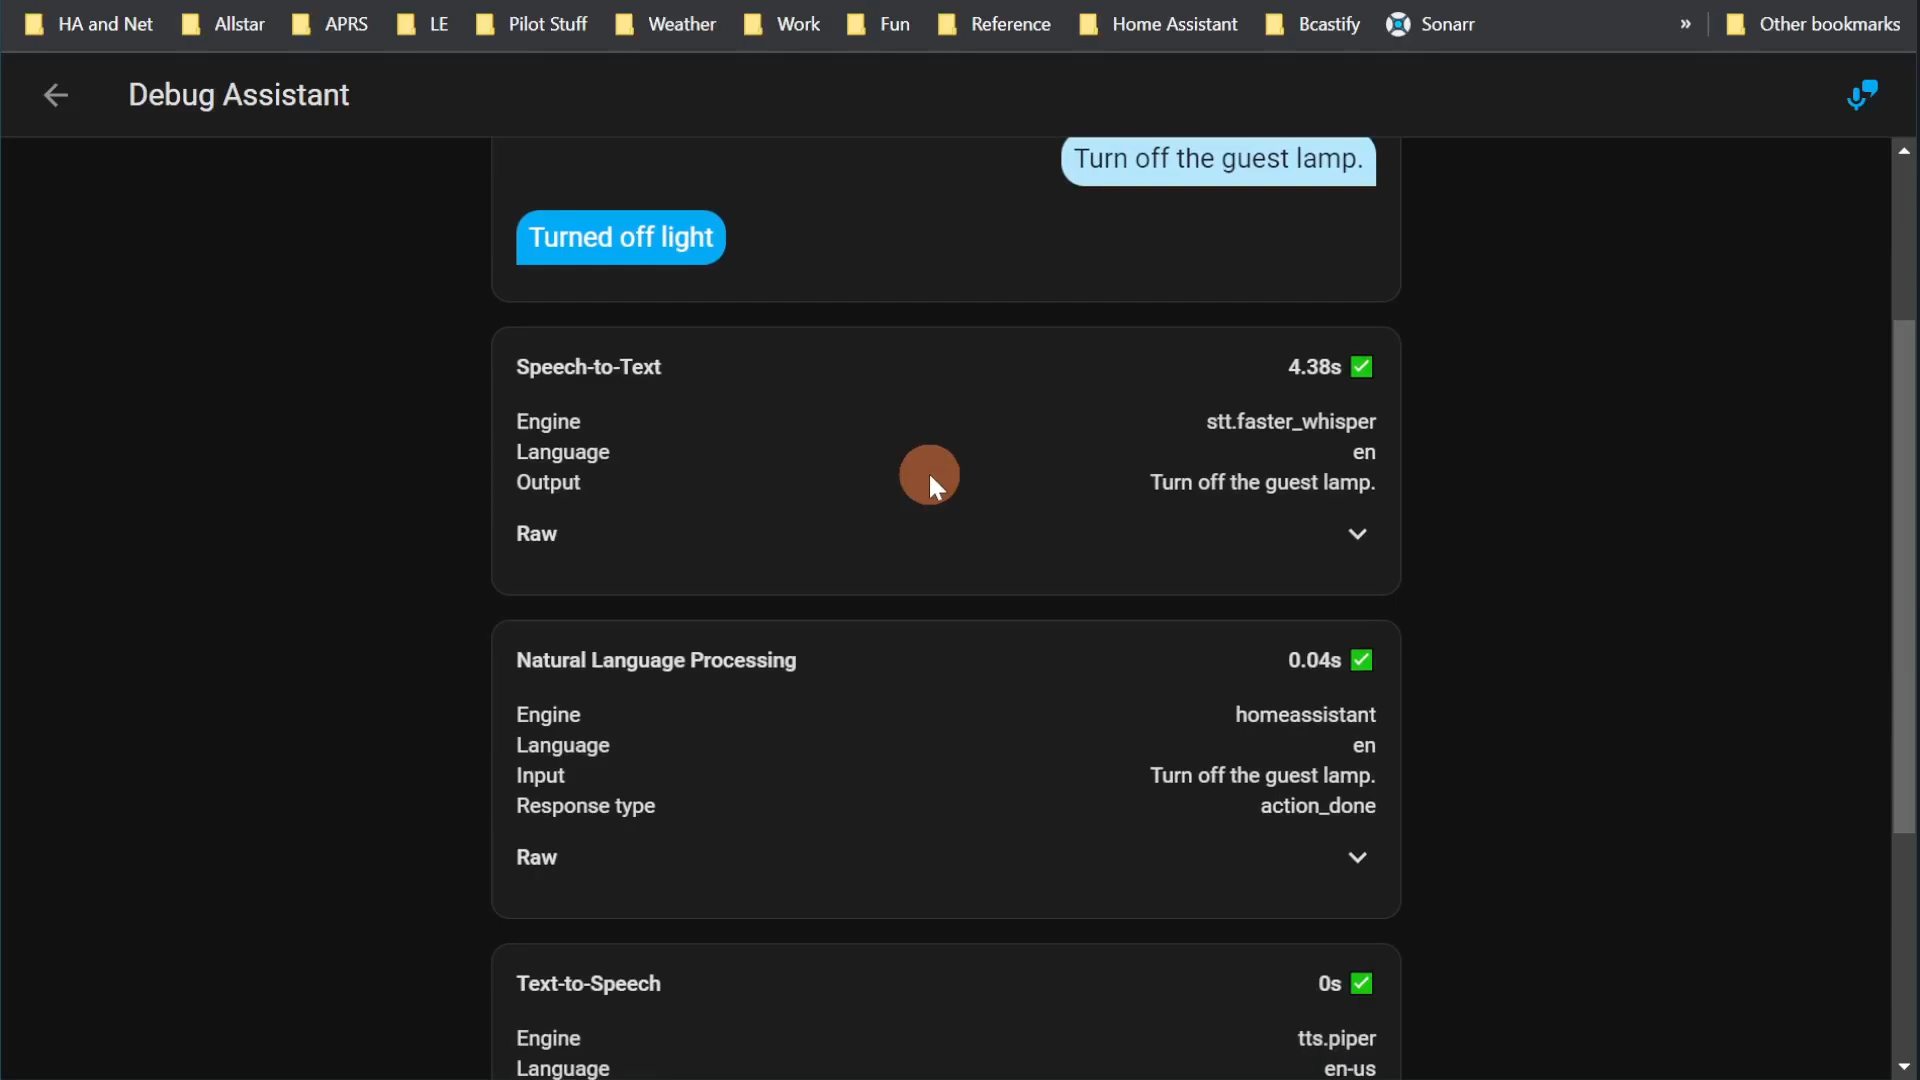 HA and Net Allstar APRS LE Pilot Stuff Weather Work Fun Reference Home Assistant Bcastify Sonarr » Other bookmarks
Debug Assistant
Turn off the guest lamp.
Turned off light
Speech-to-Text 4.38s
Engine stt.faster_whisper
Language en
Output Turn off the guest lamp.
Raw
Natural Language Processing 0.04s
Engine homeassistant
Language en
Input Turn off the guest lamp.
Response type action_done
Raw
Text-to-Speech 0s
Engine tts.piper
Language en-us